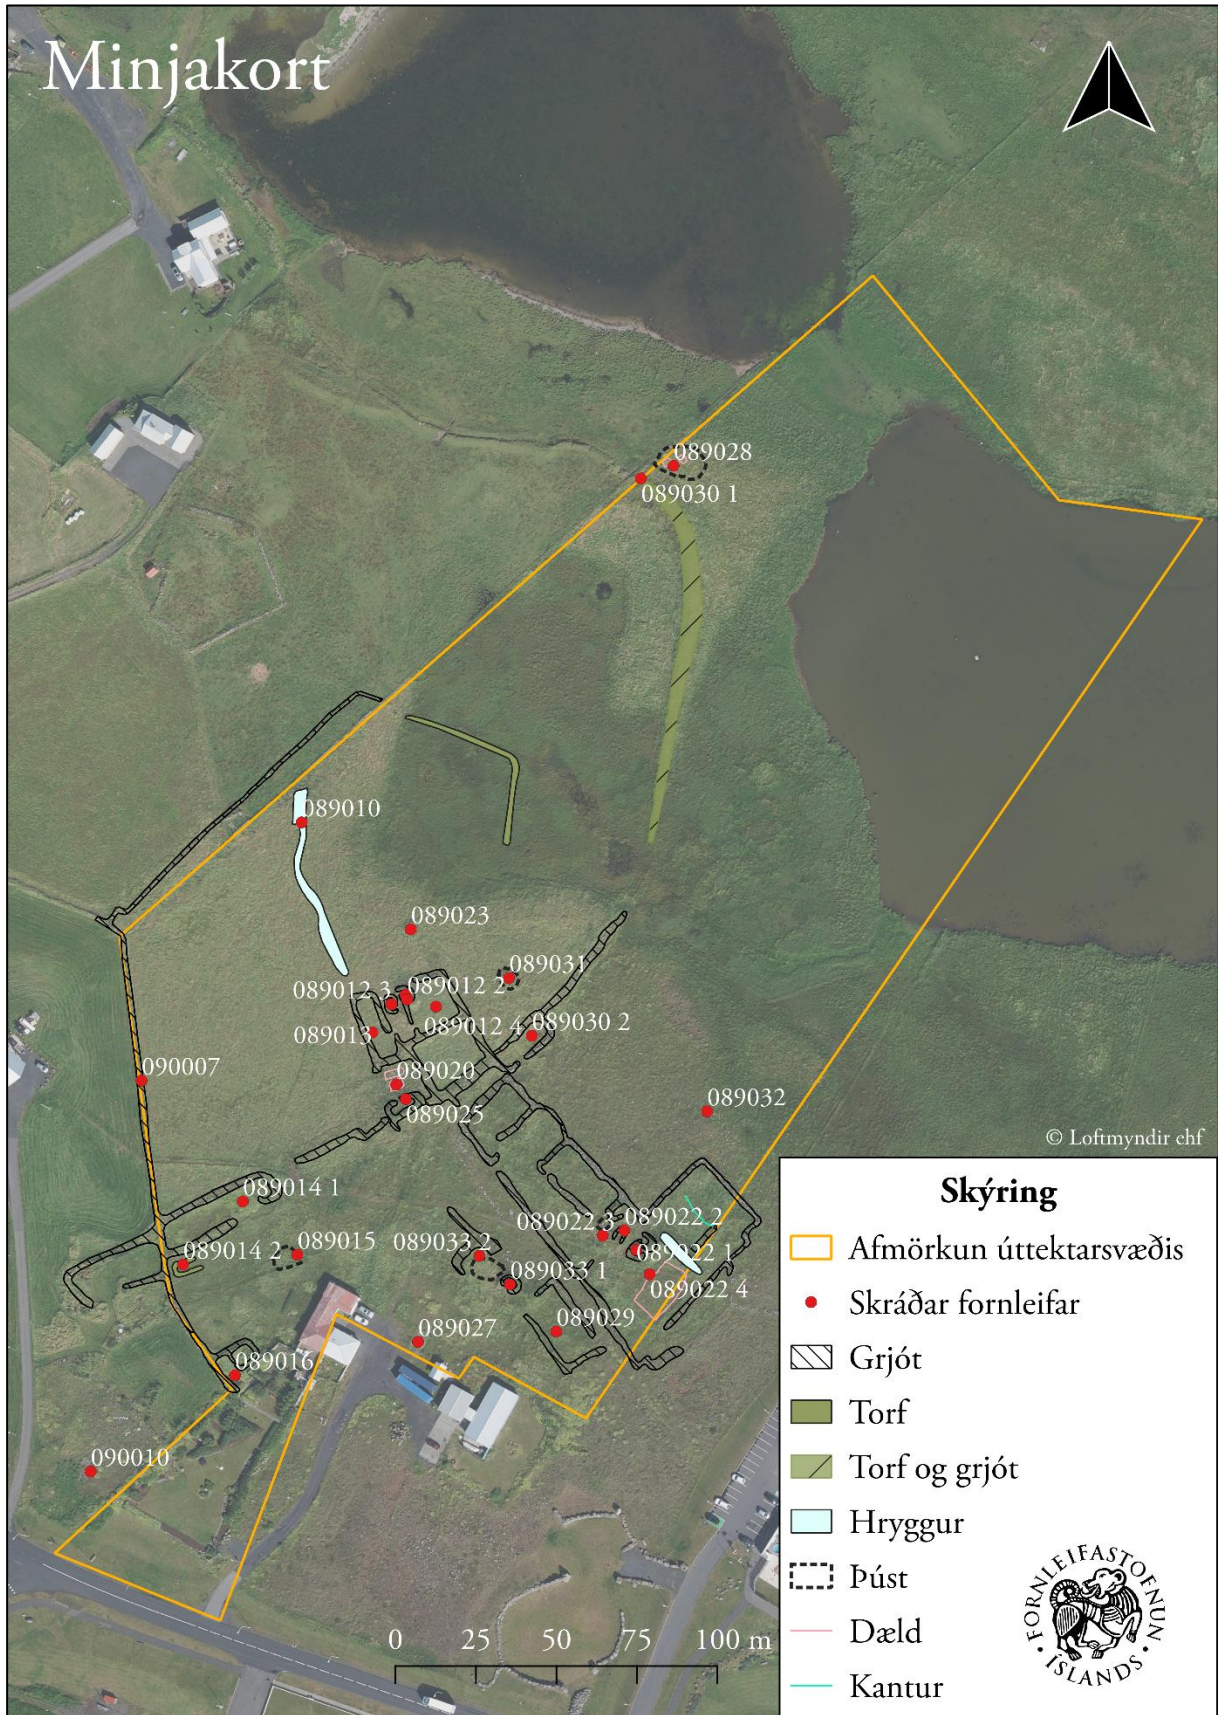 Minjakort
089028
089030 1
089010
089023
089031
089012 3
089012 2
089013
089012 4
089030 2
090007
089020
089025
089032
© Loftmyndir ehf
089014 1
089022 3
089022 2
089014 2
089015
089033 2
089022 1
089033 1
089022 4
089029
089027
089016
090010
0 25 50 75 100 m
Skýring
Afmörkun úttektarsvæðis
Skráðar fornleifar
Grjót
Torf
Torf og grjót
Hryggur
Þúst
Dæld
Kantur
FORNLEIFASTOFNUN
· ÍSLANDS ·